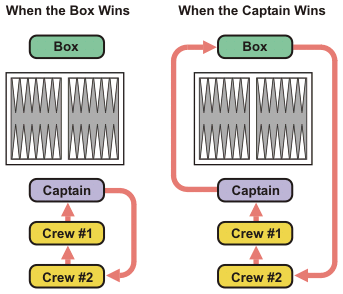 When the Box Wins
Box
Captain
Crew #1
Crew #2
When the Captain Wins
Box
Captain
Crew #1
Crew #2